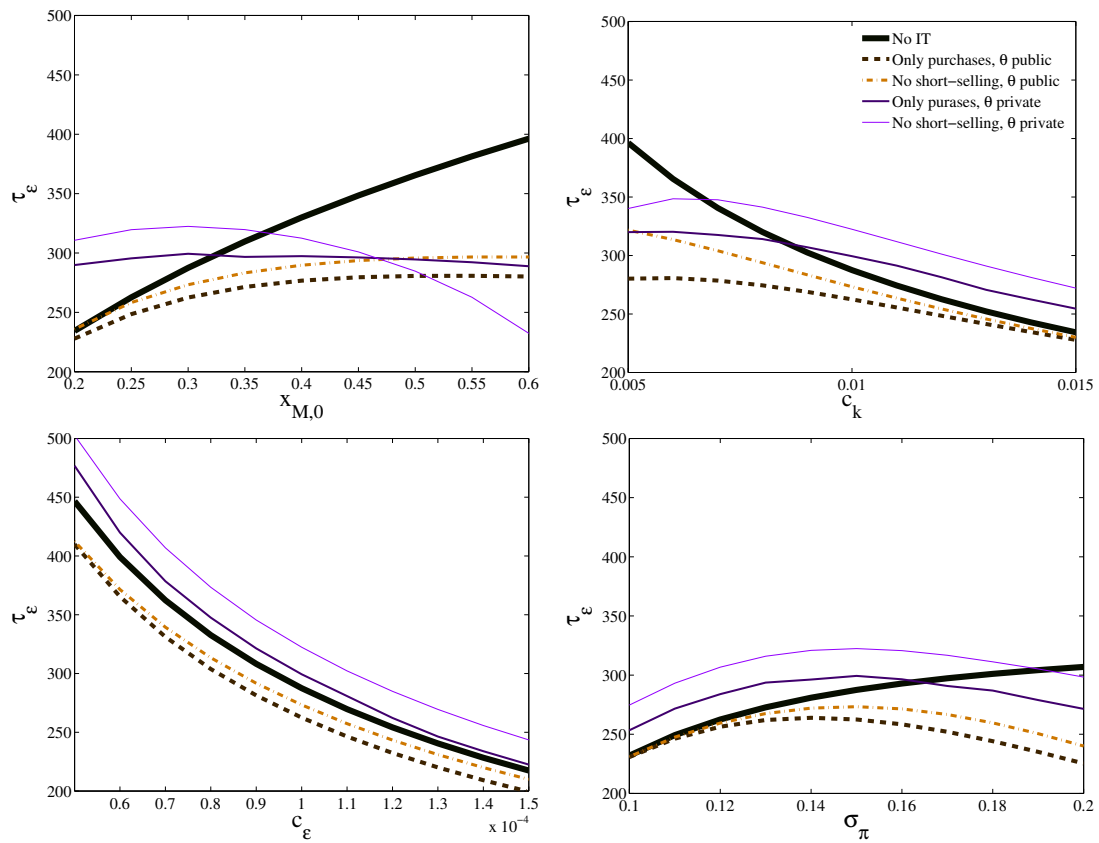 500
450
400
350
300
250
200
τ_ε
0.2 0.25 0.3 0.35 0.4 0.45 0.5 0.55 0.6
x_{M,0}
500
450
400
350
300
250
200
τ_ε
0.005 0.01 0.015
c_k
No IT
Only purchases, θ public
No short−selling, θ public
Only purases, θ private
No short−selling, θ private
500
450
400
350
300
250
200
τ_ε
0.6 0.7 0.8 0.9 1 1.1 1.2 1.3 1.4 1.5
c_ε
x 10^{-4}
500
450
400
350
300
250
200
τ_ε
0.1 0.12 0.14 0.16 0.18 0.2
σ_π